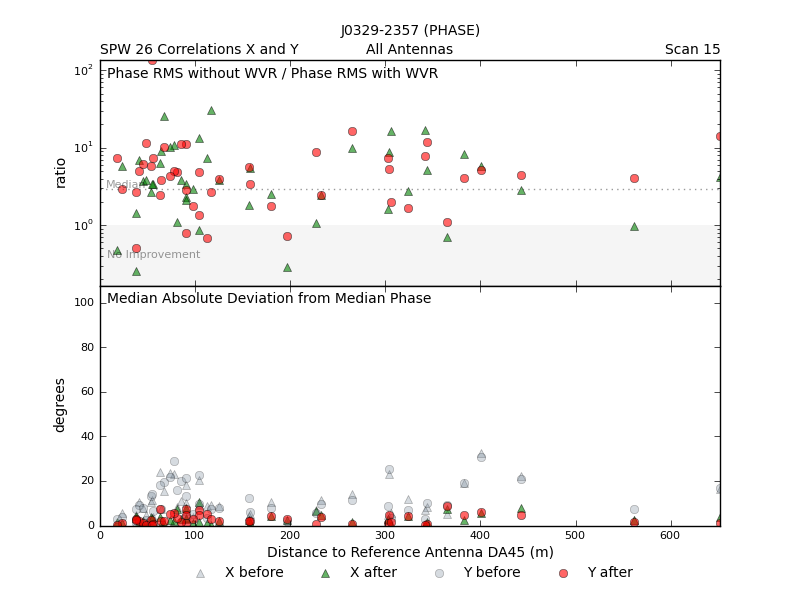 J0329-2357 (PHASE)
SPW 26 Correlations X and Y All Antennas Scan 15
Phase RMS without WVR / Phase RMS with WVR
10²
10¹
10⁰
ratio
Median
No Improvement
Median Absolute Deviation from Median Phase
100
80
60
40
20
0
degrees
0 100 200 300 400 500 600
Distance to Reference Antenna DA45 (m)
X before X after Y before Y after